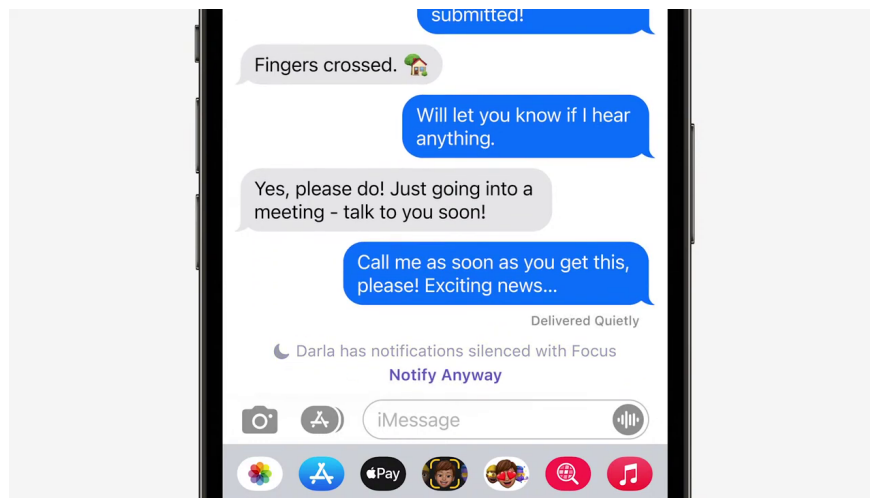 submitted!
Fingers crossed. 🏡
Will let you know if I hear
anything.
Yes, please do! Just going into a
meeting - talk to you soon!
Call me as soon as you get this,
please! Exciting news...
Delivered Quietly
Darla has notifications silenced with Focus
Notify Anyway
iMessage
Pay